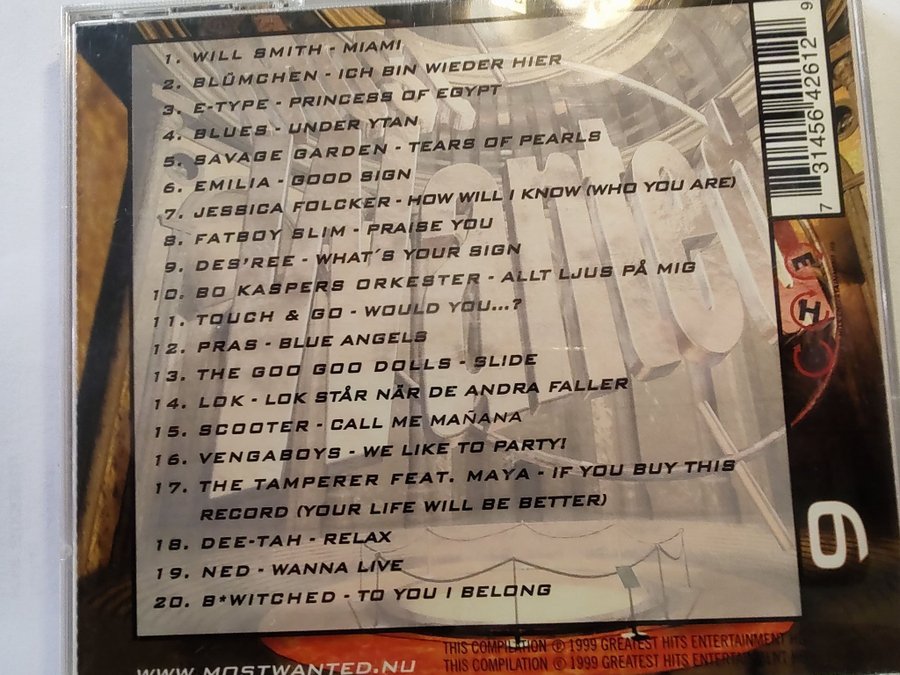 1. WILL SMITH - MIAMI
2. BLÜMCHEN - ICH BIN WIEDER HIER
3. E-TYPE - PRINCESS OF EGYPT
4. BLUES - UNDER YTAN
5. SAVAGE GARDEN - TEARS OF PEARLS
6. EMILIA - GOOD SIGN
7. JESSICA FOLCKER - HOW WILL I KNOW (WHO YOU ARE)
8. FATBOY SLIM - PRAISE YOU
9. DES'REE - WHAT´S YOUR SIGN
10. BO KASPERS ORKESTER - ALLT LJUS PÅ MIG
11. TOUCH & GO - WOULD YOU...?
12. PRAS - BLUE ANGELS
13. THE GOO GOO DOLLS - SLIDE
14. LOK - LOK STÅR NÄR DE ANDRA FALLER
15. SCOOTER - CALL ME MAÑANA
16. VENGABOYS - WE LIKE TO PARTY!
17. THE TAMPERER FEAT. MAYA - IF YOU BUY THIS
RECORD (YOUR LIFE WILL BE BETTER)
18. DEE-TAH - RELAX
19. NED - WANNA LIVE
20. B*WITCHED - TO YOU I BELONG
7 31456 42612 9
Wanted
G H E
9
THIS COMPILATION ℗ 1999 GREATEST HITS ENTERTAINMENT
THIS COMPILATION © 1999 GREATEST HITS ENTERTAINMENT
WWW.MOSTWANTED.NU